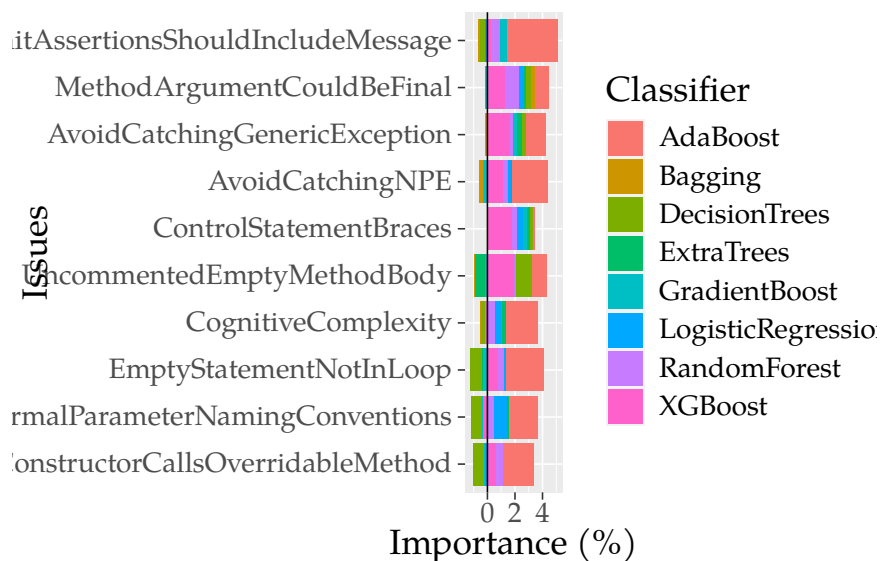 itAssertionsShouldIncludeMessage
MethodArgumentCouldBeFinal
AvoidCatchingGenericException
AvoidCatchingNPE
ControlStatementBraces
UncommentedEmptyMethodBody
CognitiveComplexity
EmptyStatementNotInLoop
rmalParameterNamingConventions
ConstructorCallsOverridableMethod
Issues
0 2 4
Importance (%)
Classifier
AdaBoost
Bagging
DecisionTrees
ExtraTrees
GradientBoost
LogisticRegression
RandomForest
XGBoost